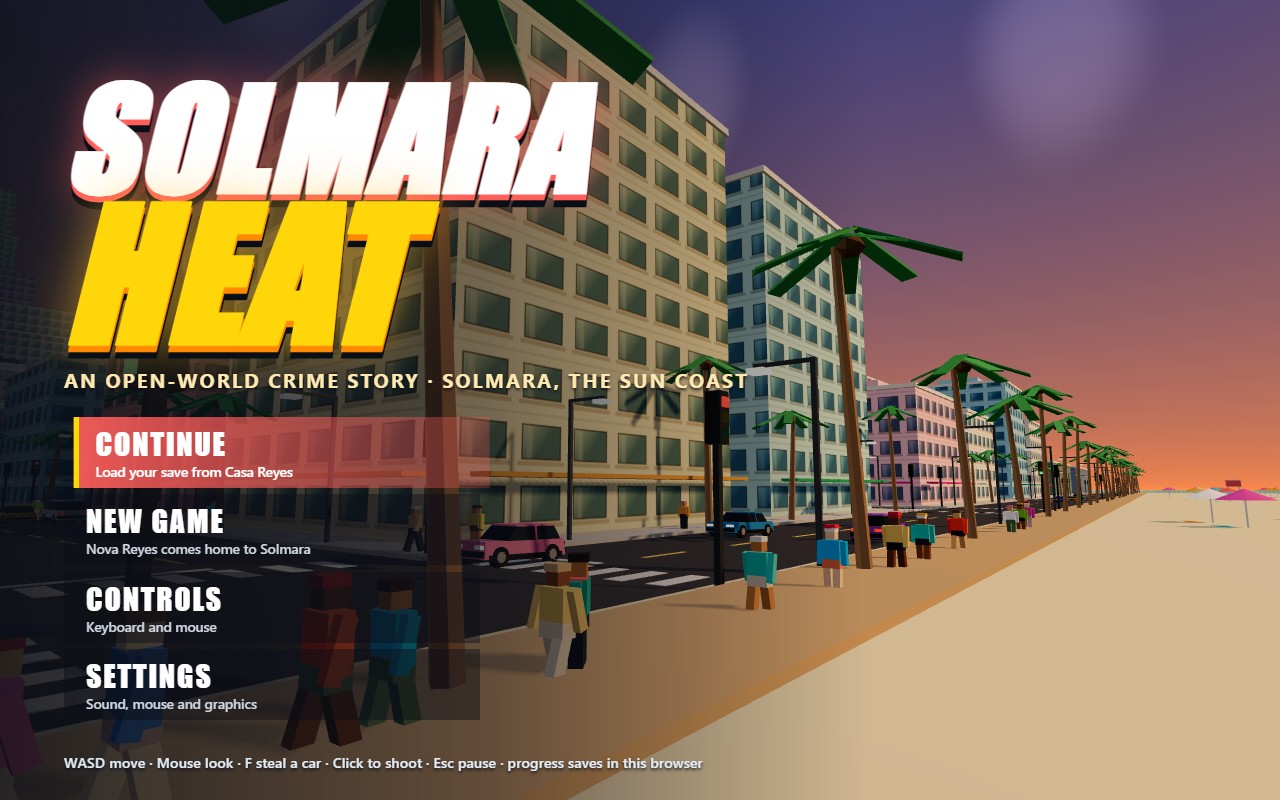 SOLMARA
HEAT
AN OPEN-WORLD CRIME STORY · SOLMARA, THE SUN COAST
CONTINUE
Load your save from Casa Reyes
NEW GAME
Nova Reyes comes home to Solmara
CONTROLS
Keyboard and mouse
SETTINGS
Sound, mouse and graphics
WASD move · Mouse look · F steal a car · Click to shoot · Esc pause · progress saves in this browser